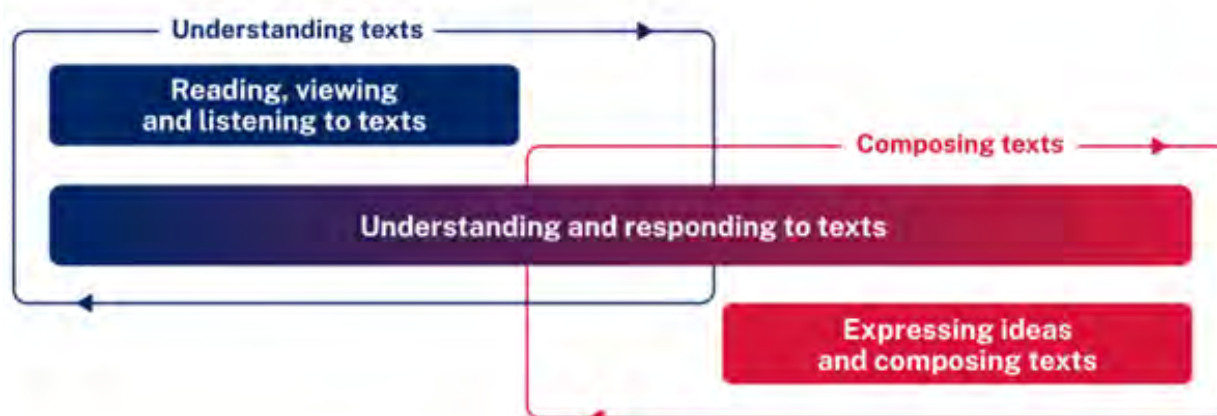 Understanding texts
Reading, viewing
and listening to texts
Composing texts
Understanding and responding to texts
Expressing ideas
and composing texts